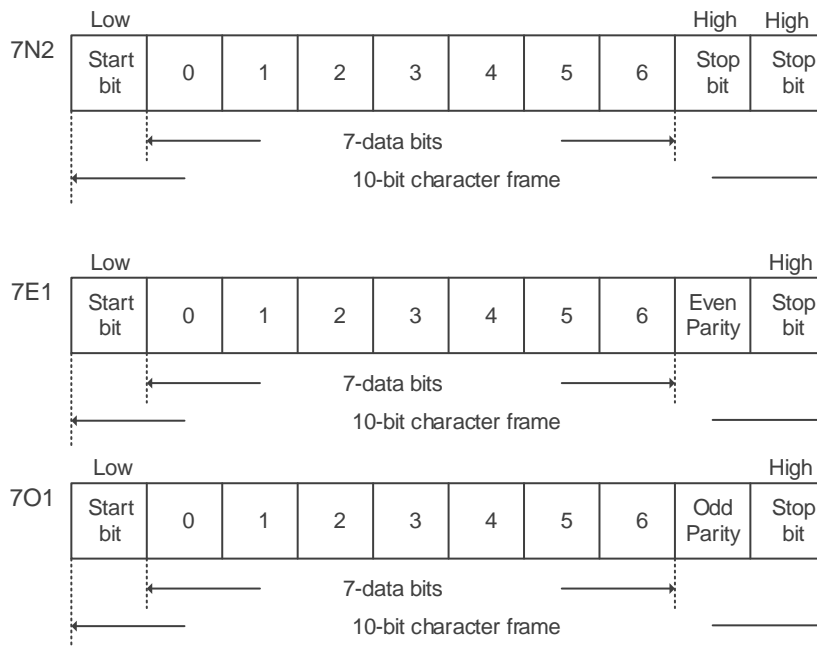 Low High High
7N2 Start bit 0 1 2 3 4 5 6 Stop bit Stop bit
7-data bits
10-bit character frame
Low High
7E1 Start bit 0 1 2 3 4 5 6 Even Parity Stop bit
7-data bits
10-bit character frame
Low High
7O1 Start bit 0 1 2 3 4 5 6 Odd Parity Stop bit
7-data bits
10-bit character frame